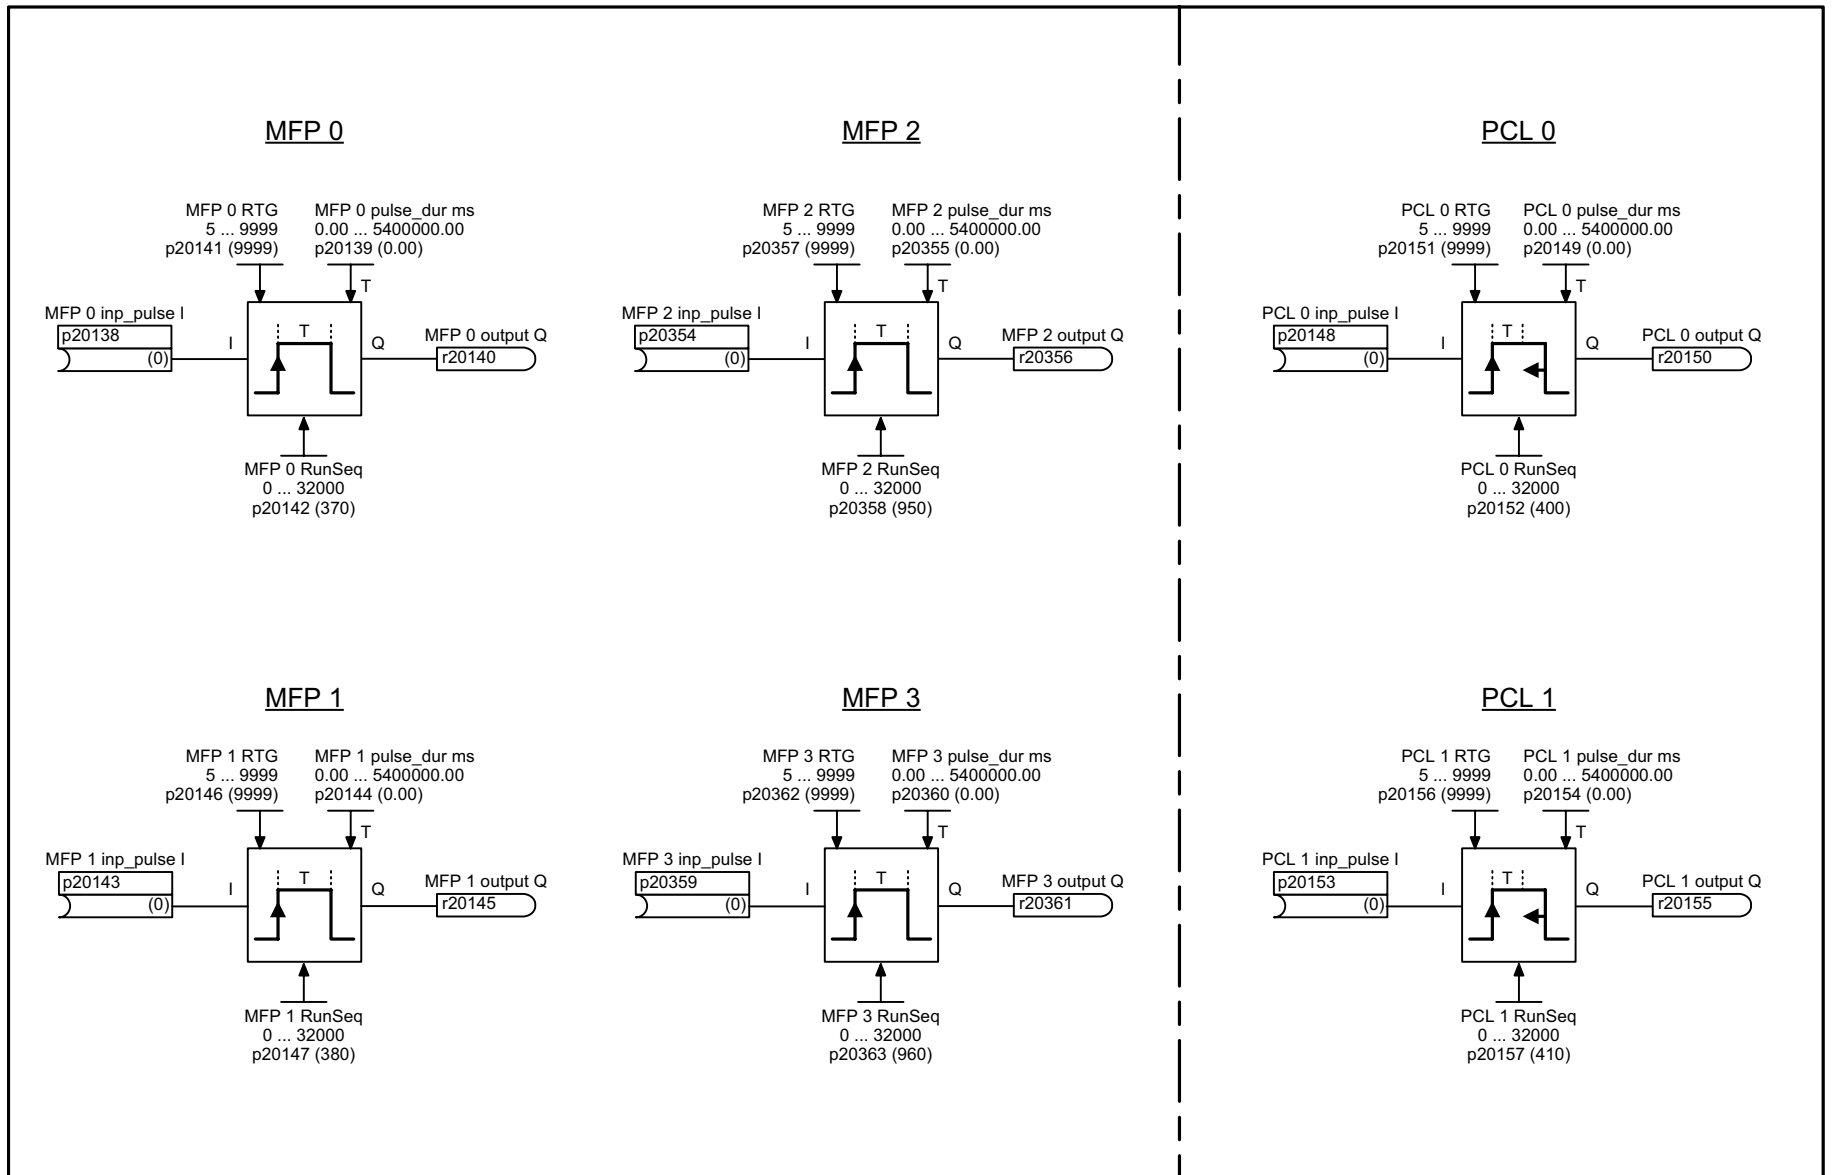 MFP 0
MFP 0 RTG
5 ... 9999
p20141 (9999)
MFP 0 pulse_dur ms
0.00 ... 5400000.00
p20139 (0.00)
T
MFP 0 inp_pulse I
p20138
(0)
I
T
Q
MFP 0 output Q
r20140
MFP 0 RunSeq
0 ... 32000
p20142 (370)
MFP 2
MFP 2 RTG
5 ... 9999
p20357 (9999)
MFP 2 pulse_dur ms
0.00 ... 5400000.00
p20355 (0.00)
T
MFP 2 inp_pulse I
p20354
(0)
I
T
Q
MFP 2 output Q
r20356
MFP 2 RunSeq
0 ... 32000
p20358 (950)
PCL 0
PCL 0 RTG
5 ... 9999
p20151 (9999)
PCL 0 pulse_dur ms
0.00 ... 5400000.00
p20149 (0.00)
T
PCL 0 inp_pulse I
p20148
(0)
I
T
Q
PCL 0 output Q
r20150
PCL 0 RunSeq
0 ... 32000
p20152 (400)
MFP 1
MFP 1 RTG
5 ... 9999
p20146 (9999)
MFP 1 pulse_dur ms
0.00 ... 5400000.00
p20144 (0.00)
T
MFP 1 inp_pulse I
p20143
(0)
I
T
Q
MFP 1 output Q
r20145
MFP 1 RunSeq
0 ... 32000
p20147 (380)
MFP 3
MFP 3 RTG
5 ... 9999
p20362 (9999)
MFP 3 pulse_dur ms
0.00 ... 5400000.00
p20360 (0.00)
T
MFP 3 inp_pulse I
p20359
(0)
I
T
Q
MFP 3 output Q
r20361
MFP 3 RunSeq
0 ... 32000
p20363 (960)
PCL 1
PCL 1 RTG
5 ... 9999
p20156 (9999)
PCL 1 pulse_dur ms
0.00 ... 5400000.00
p20154 (0.00)
T
PCL 1 inp_pulse I
p20153
(0)
I
T
Q
PCL 1 output Q
r20155
PCL 1 RunSeq
0 ... 32000
p20157 (410)